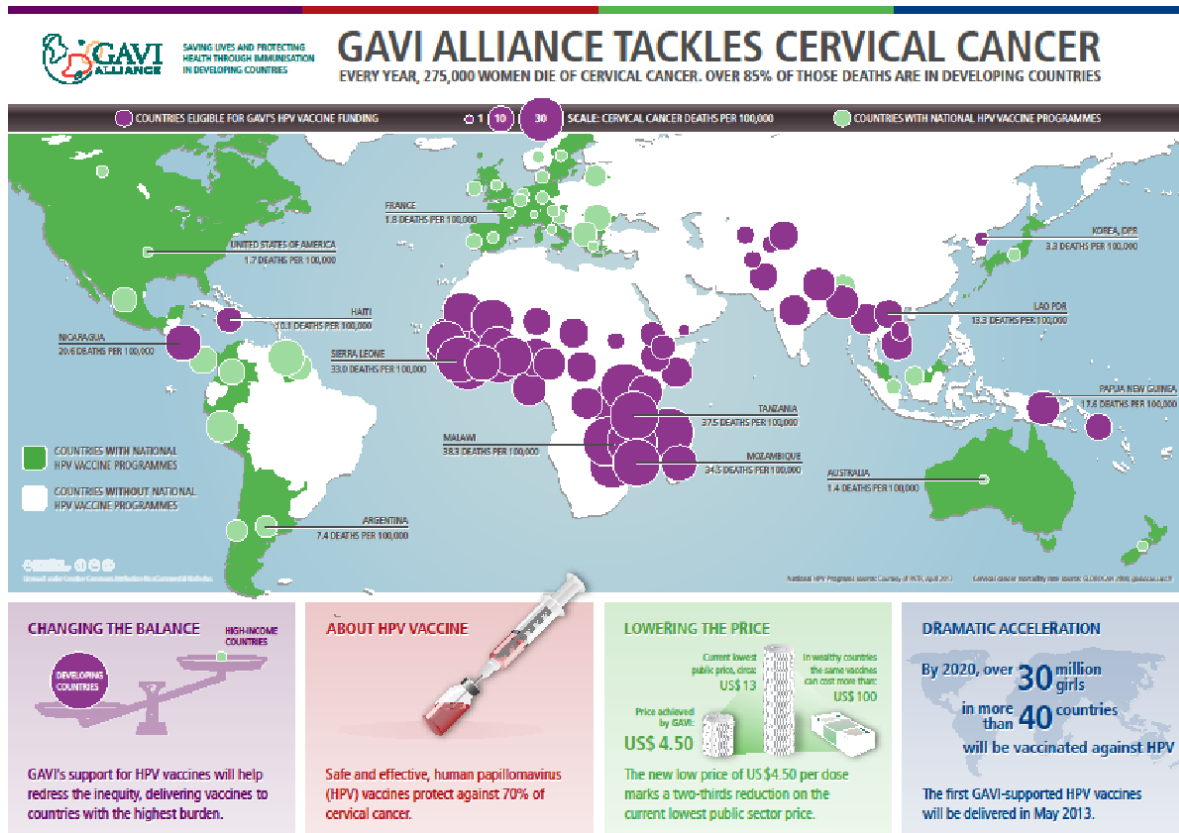 GAVI
ALLIANCE
SAVING LIVES AND PROTECTING
HEALTH THROUGH IMMUNISATION
IN DEVELOPING COUNTRIES
GAVI ALLIANCE TACKLES CERVICAL CANCER
EVERY YEAR, 275,000 WOMEN DIE OF CERVICAL CANCER. OVER 85% OF THOSE DEATHS ARE IN DEVELOPING COUNTRIES
COUNTRIES ELIGIBLE FOR GAVI'S HPV VACCINE FUNDING
1 10 30 SCALE: CERVICAL CANCER DEATHS PER 100,000
COUNTRIES WITH NATIONAL HPV VACCINE PROGRAMMES
FRANCE
1.8 DEATHS PER 100,000
UNITED STATES OF AMERICA
1.7 DEATHS PER 100,000
KOREA, DPR
3.3 DEATHS PER 100,000
HAITI
10.1 DEATHS PER 100,000
LAO PDR
13.3 DEATHS PER 100,000
NICARAGUA
20.6 DEATHS PER 100,000
SIERRA LEONE
33.0 DEATHS PER 100,000
PAPUA NEW GUINEA
17.6 DEATHS PER 100,000
TANZANIA
37.5 DEATHS PER 100,000
MALAWI
38.3 DEATHS PER 100,000
MOZAMBIQUE
34.5 DEATHS PER 100,000
AUSTRALIA
1.4 DEATHS PER 100,000
COUNTRIES WITH NATIONAL
HPV VACCINE PROGRAMMES
COUNTRIES WITHOUT NATIONAL
HPV VACCINE PROGRAMMES
ARGENTINA
7.4 DEATHS PER 100,000
CHANGING THE BALANCE
HIGH-INCOME
COUNTRIES
DEVELOPING
COUNTRIES
GAVI's support for HPV vaccines will help
redress the inequity, delivering vaccines to
countries with the highest burden.
ABOUT HPV VACCINE
Safe and effective, human papillomavirus
(HPV) vaccines protect against 70% of
cervical cancer.
LOWERING THE PRICE
Current lowest
public price, circa:
US$ 13
In wealthy countries
the same vaccines
can cost more than:
US$ 100
Price achieved
by GAVI:
US$ 4.50
The new low price of US $4.50 per dose
marks a two-thirds reduction on the
current lowest public sector price.
DRAMATIC ACCELERATION
By 2020, over 30 million
girls
in more
than 40 countries
will be vaccinated against HPV
The first GAVI-supported HPV vaccines
will be delivered in May 2013.